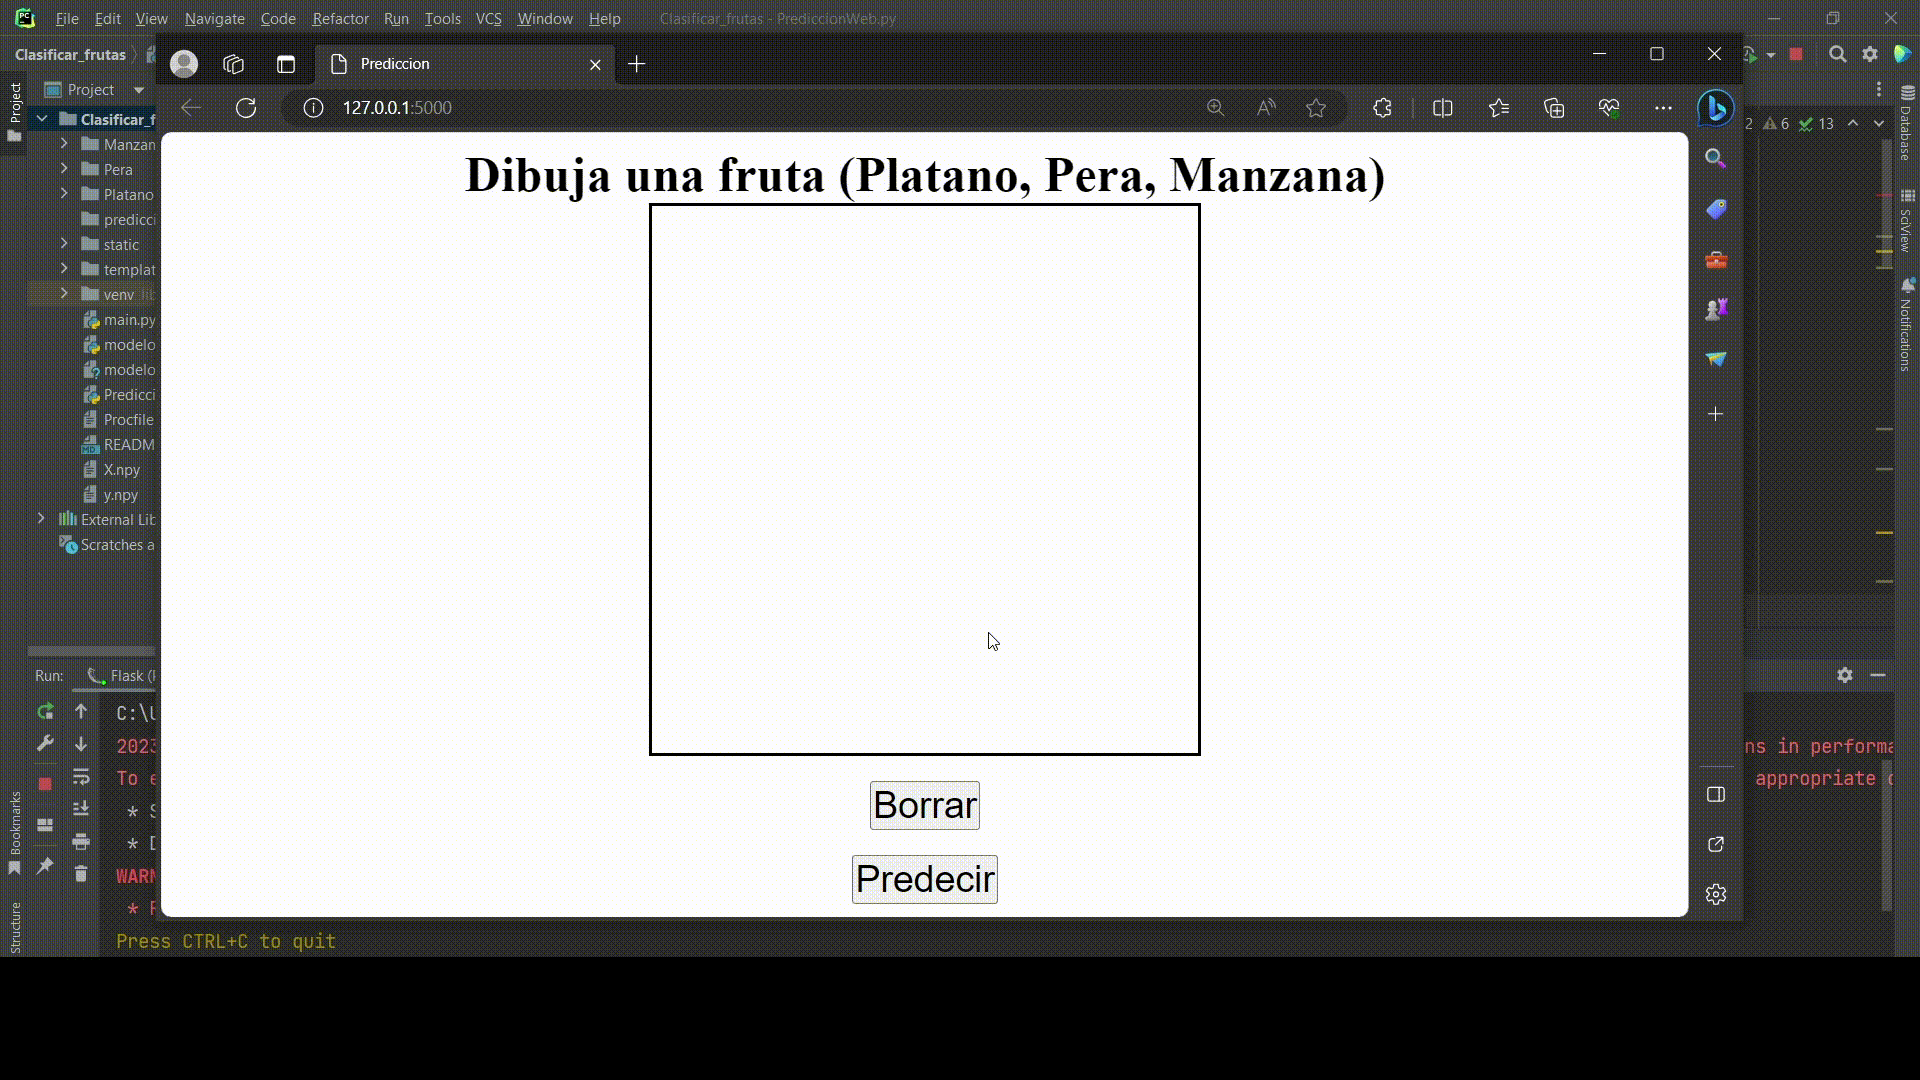 File Edit View Navigate Code Refactor Run Tools VCS Window Help Clasificar_frutas - PrediccionWeb.py
Clasificar_frutas
Prediccion
127.0.0.1:5000
Project
Project
Clasificar_f
Manzan
Pera
Platano
predicci
static
templat
venv lib
main.py
modelo
modelo
Predicci
Procfile
READM
X.npy
y.npy
External Lib
Scratches a
Dibuja una fruta (Platano, Pera, Manzana)
Borrar
Predecir
2 6 13
Database
SciView
Notifications
Run: Flask (
C:\U
2023
To e
* S
* D
WARN
* R
Press CTRL+C to quit
ns in performa
appropriate c
Bookmarks
Structure